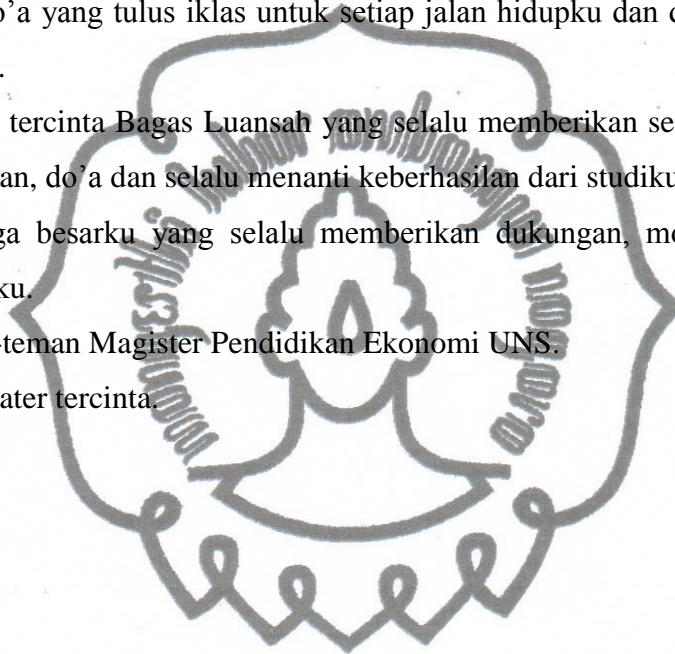 o’a yang tulus iklas untuk setiap jalan hidupku dan d
.
tercinta Bagas Luansah yang selalu memberikan se
an, do’a dan selalu menanti keberhasilan dari studiku
ga besarku yang selalu memberikan dukungan, mo
ku.
-teman Magister Pendidikan Ekonomi UNS.
ater tercinta.